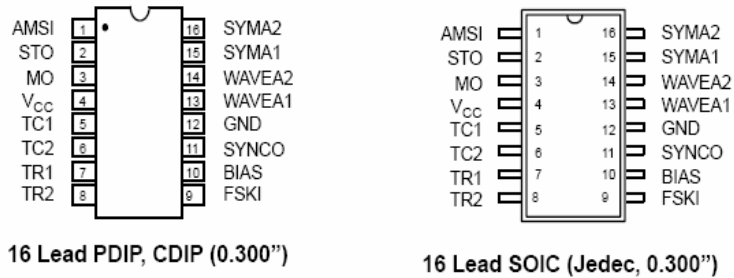 AMSI 1 16 SYMA2
STO 2 15 SYMA1
MO 3 14 WAVEA2
VCC 4 13 WAVEA1
TC1 5 12 GND
TC2 6 11 SYNCO
TR1 7 10 BIAS
TR2 8 9 FSKI
16 Lead PDIP, CDIP (0.300”)
AMSI 1 16 SYMA2
STO 2 15 SYMA1
MO 3 14 WAVEA2
VCC 4 13 WAVEA1
TC1 5 12 GND
TC2 6 11 SYNCO
TR1 7 10 BIAS
TR2 8 9 FSKI
16 Lead SOIC (Jedec, 0.300”)